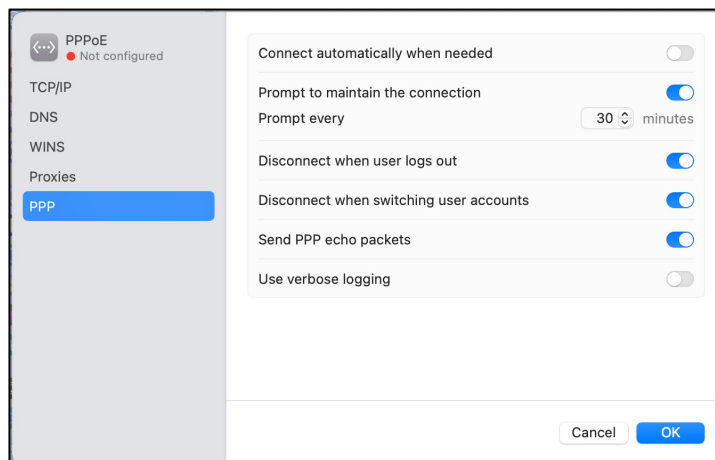 PPPoE
Not configured
TCP/IP
DNS
WINS
Proxies
PPP
Connect automatically when needed
Prompt to maintain the connection
Prompt every 30 minutes
Disconnect when user logs out
Disconnect when switching user accounts
Send PPP echo packets
Use verbose logging
Cancel OK